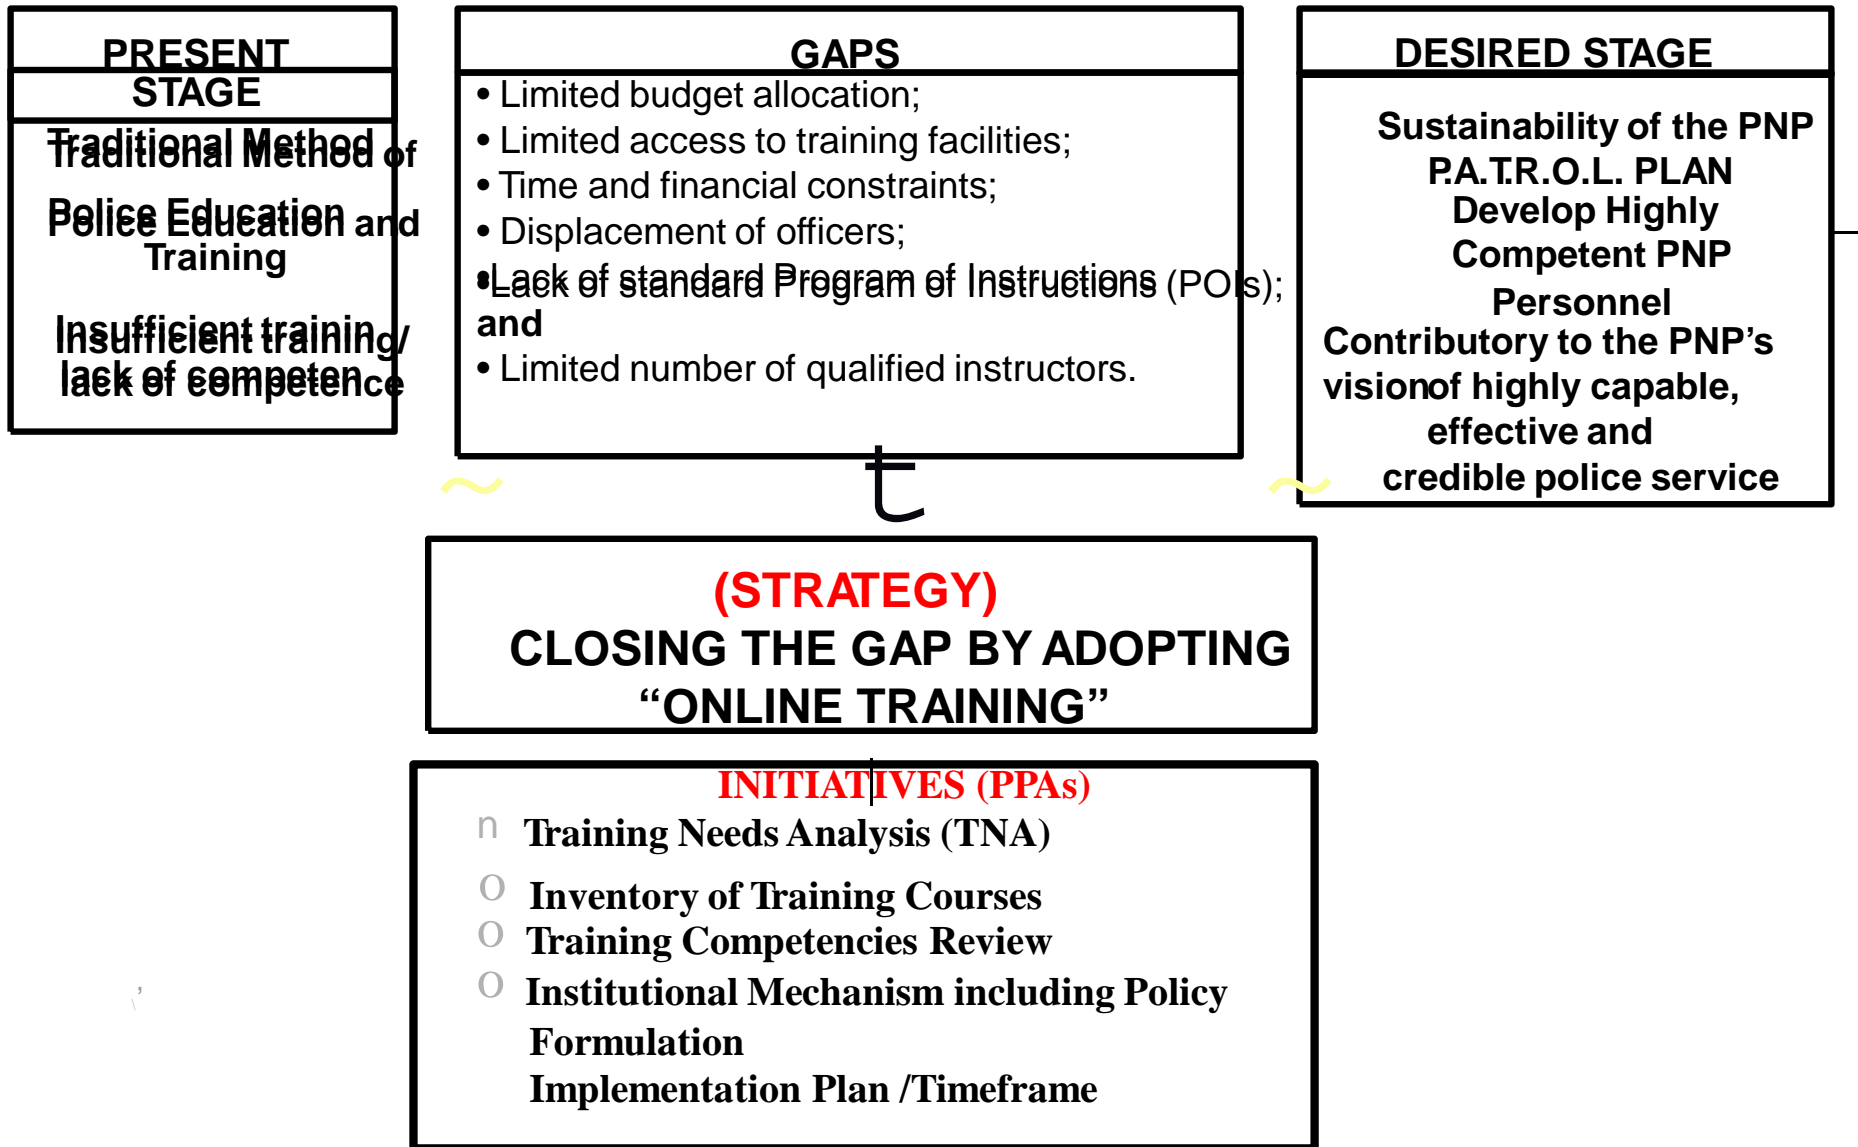 PRESENT
STAGE
Traditional Method of
Police Education and
Training
Insufficient training/
lack of competence
GAPS
• Limited budget allocation;
• Limited access to training facilities;
• Time and financial constraints;
• Displacement of officers;
•Lack of standard Program of Instructions (POIs);
and
• Limited number of qualified instructors.
DESIRED STAGE
Sustainability of the PNP
P.A.T.R.O.L. PLAN
Develop Highly
Competent PNP
Personnel
Contributory to the PNP’s
visionof highly capable,
effective and
credible police service
t
(STRATEGY)
CLOSING THE GAP BY ADOPTING
“ONLINE TRAINING”
INITIATIVES (PPAs)
n Training Needs Analysis (TNA)
o Inventory of Training Courses
o Training Competencies Review
o Institutional Mechanism including Policy
Formulation
Implementation Plan /Timeframe